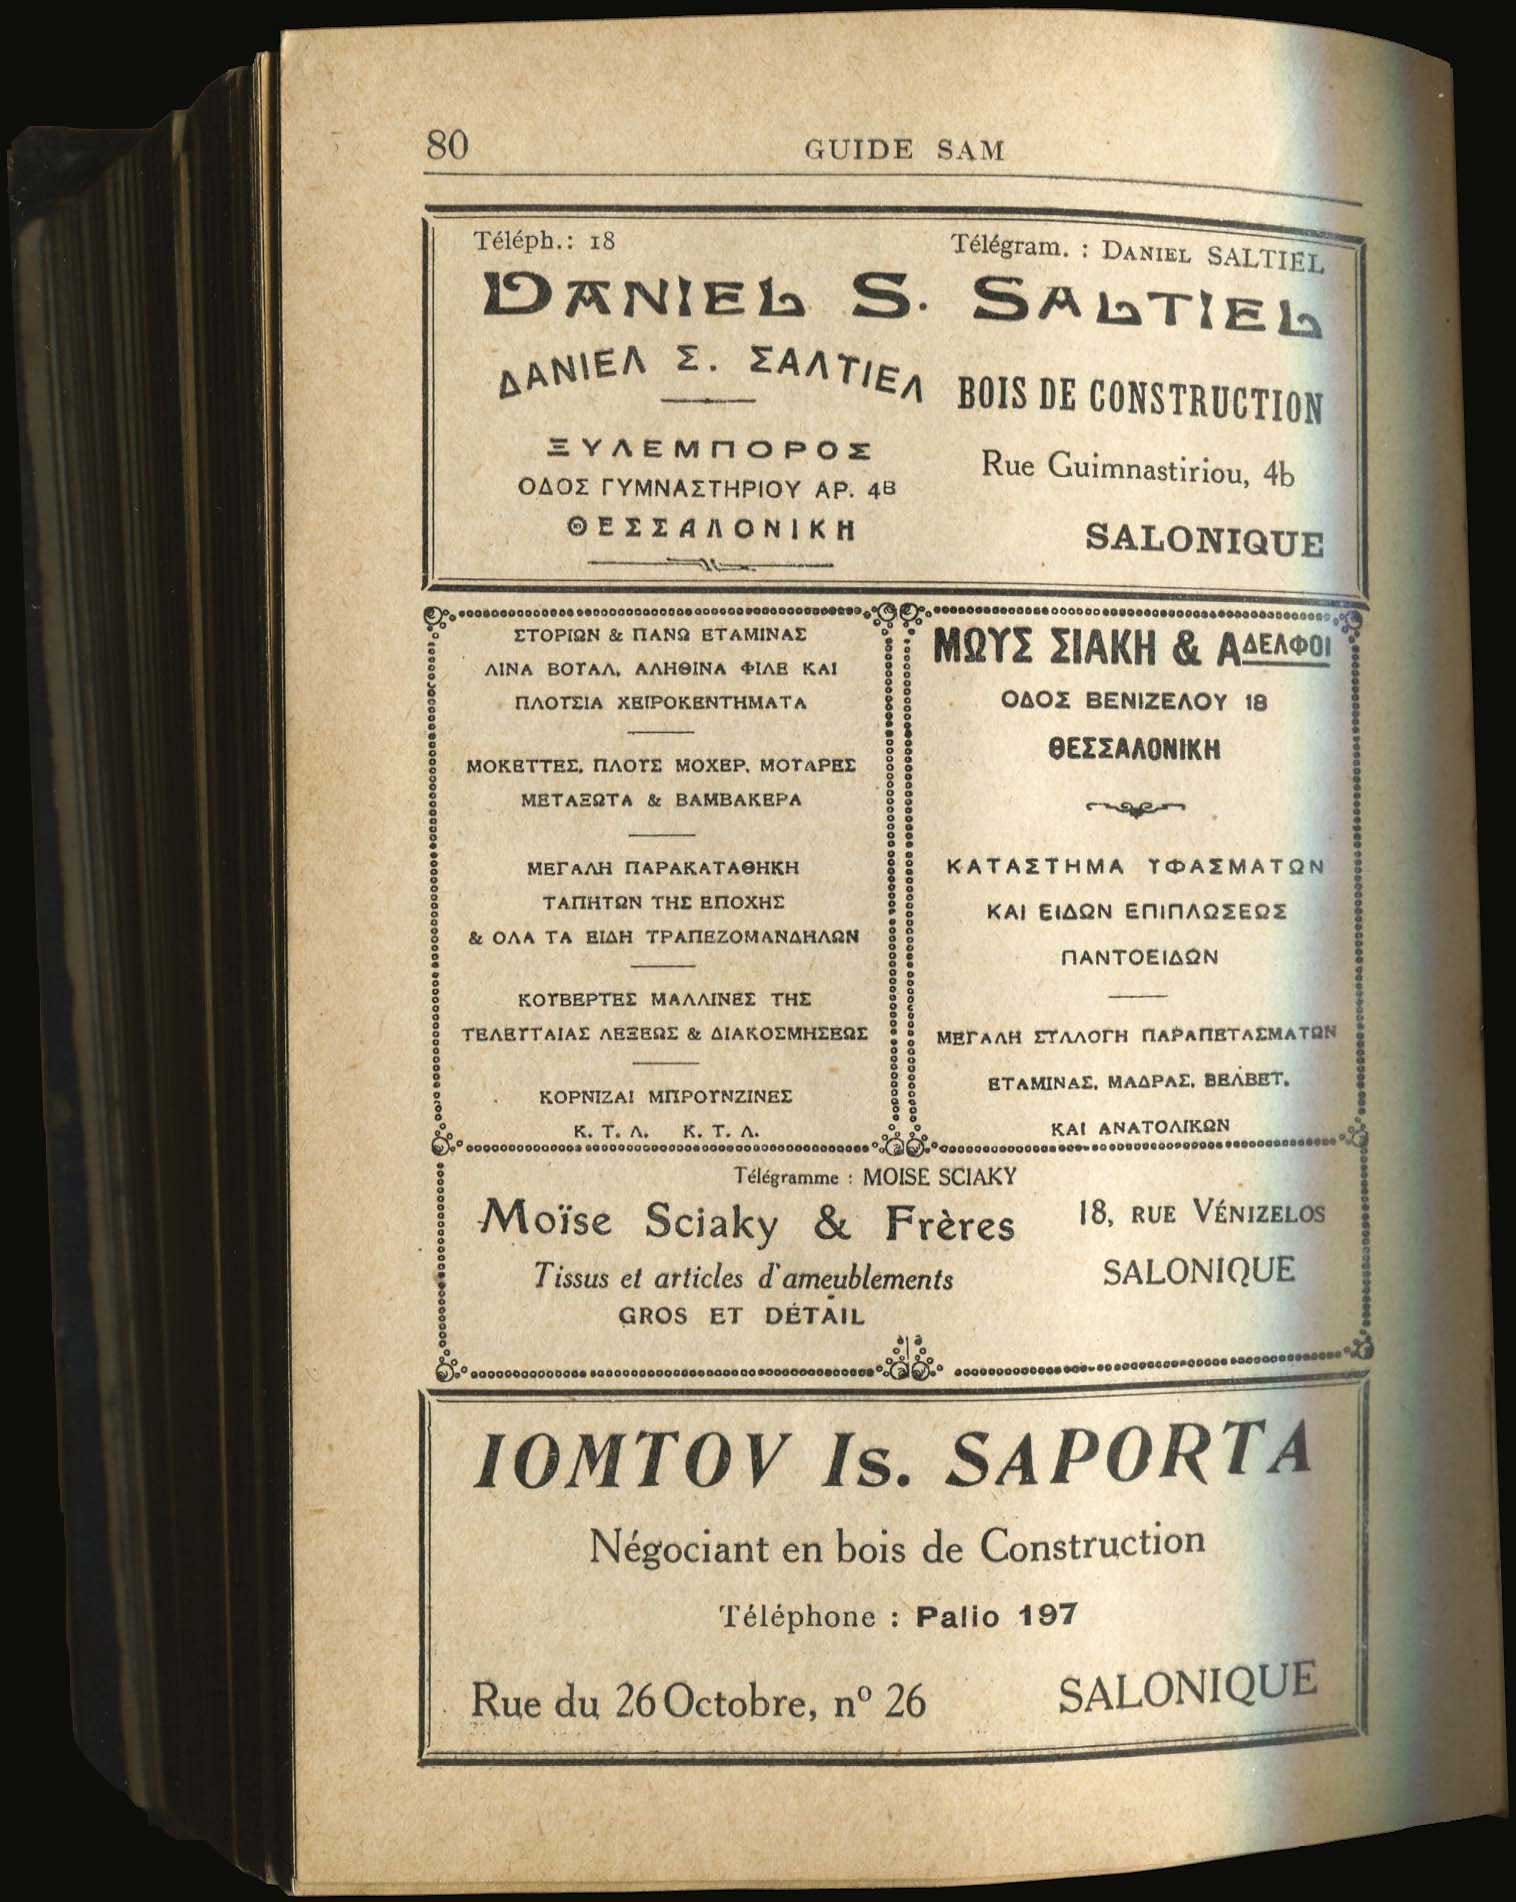 80 GUIDE SAM
Téléph.: 18 Télégram. : DANIEL SALTIEL
DANIEL S. SALTIEL
ΔΑΝΙΕΛ Σ. ΣΑΛΤΙΕΛ
ΞΥΛΕΜΠΟΡΟΣ
ΟΔΟΣ ΓΥΜΝΑΣΤΗΡΙΟΥ ΑΡ. 4Β
ΘΕΣΣΑΛΟΝΙΚΗ
BOIS DE CONSTRUCTION
Rue Guimnastiriou, 4b
SALONIQUE
ΣΤΟΡΙΩΝ & ΠΑΝΩ ΕΤΑΜΙΝΑΣ
ΛΙΝΑ ΒΟΥΑΛ, ΑΛΗΘΙΝΑ ΦΙΛΕ ΚΑΙ
ΠΛΟΥΣΙΑ ΧΕΙΡΟΚΕΝΤΗΜΑΤΑ
ΜΟΚΕΤΤΕΣ, ΠΛΟΥΣ ΜΟΧΕΡ, ΜΟΥΑΡΕΣ
ΜΕΤΑΞΩΤΑ & ΒΑΜΒΑΚΕΡΑ
ΜΕΓΑΛΗ ΠΑΡΑΚΑΤΑΘΗΚΗ
ΤΑΠΗΤΩΝ ΤΗΣ ΕΠΟΧΗΣ
& ΟΛΑ ΤΑ ΕΙΔΗ ΤΡΑΠΕΖΟΜΑΝΔΗΛΩΝ
ΚΟΥΒΕΡΤΕΣ ΜΑΛΛΙΝΕΣ ΤΗΣ
ΤΕΛΕΥΤΑΙΑΣ ΛΕΞΕΩΣ & ΔΙΑΚΟΣΜΗΣΕΩΣ
ΚΟΡΝΙΖΑΙ ΜΠΡΟΥΝΖΙΝΕΣ
Κ. Τ. Λ. Κ. Τ. Λ.
ΜΩΥΣ ΣΙΑΚΗ & ΑΔΕΛΦΟΙ
ΟΔΟΣ ΒΕΝΙΖΕΛΟΥ 18
ΘΕΣΣΑΛΟΝΙΚΗ
ΚΑΤΑΣΤΗΜΑ ΥΦΑΣΜΑΤΩΝ
ΚΑΙ ΕΙΔΩΝ ΕΠΙΠΛΩΣΕΩΣ
ΠΑΝΤΟΕΙΔΩΝ
ΜΕΓΑΛΗ ΣΥΛΛΟΓΗ ΠΑΡΑΠΕΤΑΣΜΑΤΩΝ
ΕΤΑΜΙΝΑΣ, ΜΑΔΡΑΣ, ΒΕΛΒΕΤ,
ΚΑΙ ΑΝΑΤΟΛΙΚΩΝ
Télégramme : MOISE SCIAKY
Moïse Sciaky & Frères
Tissus et articles d'ameublements
GROS ET DÉTAIL
18, RUE VÉNIZELOS
SALONIQUE
IOMTOV Is. SAPORTA
Négociant en bois de Construction
Téléphone : Palio 197
Rue du 26 Octobre, nº 26 SALONIQUE